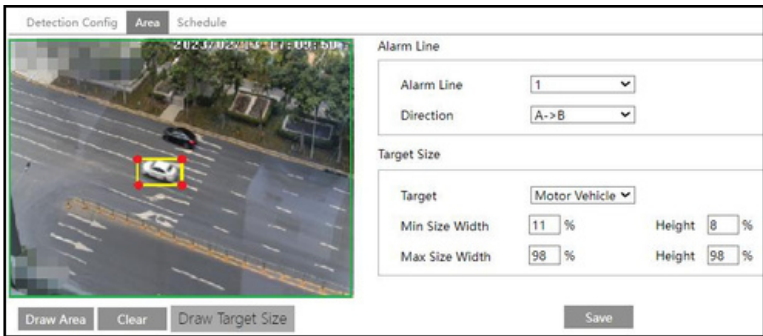 Detection Config Area Schedule
Alarm Line
Alarm Line 1
Direction A->B
Target Size
Target Motor Vehicle
Min Size Width 11 % Height 8 %
Max Size Width 98 % Height 98 %
Draw Area Clear Draw Target Size Save